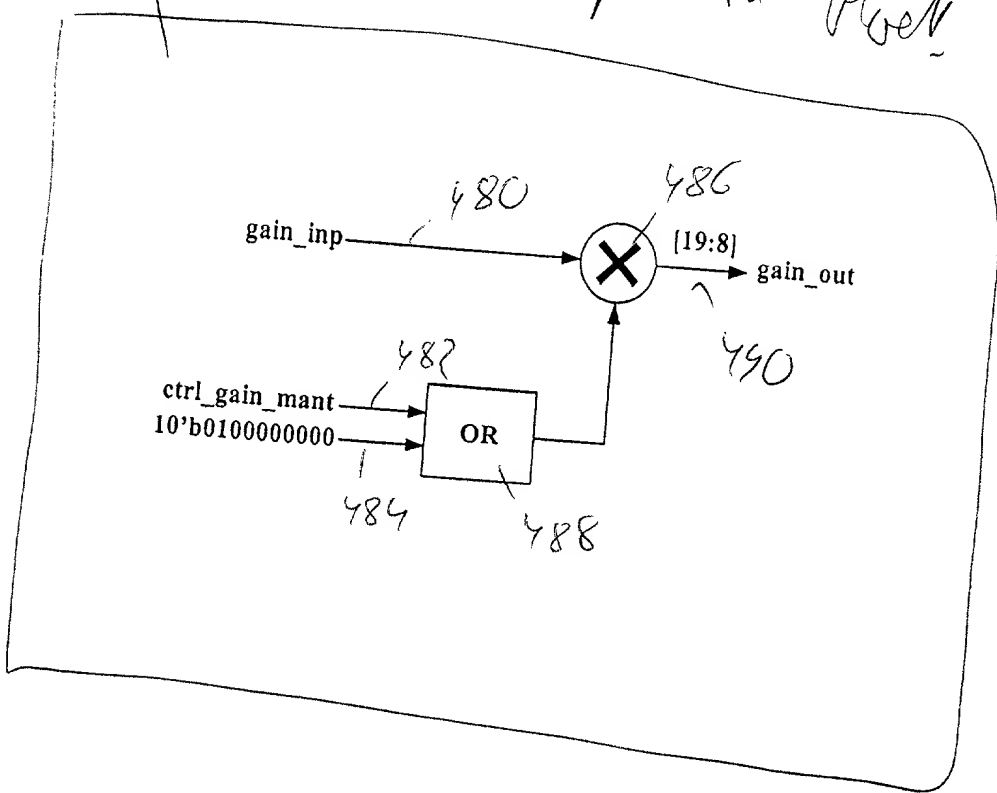 480
486
gain_inp
[19:8]
gain_out
490
482
ctrl_gain_mant
10'b0100000000
OR
484
488